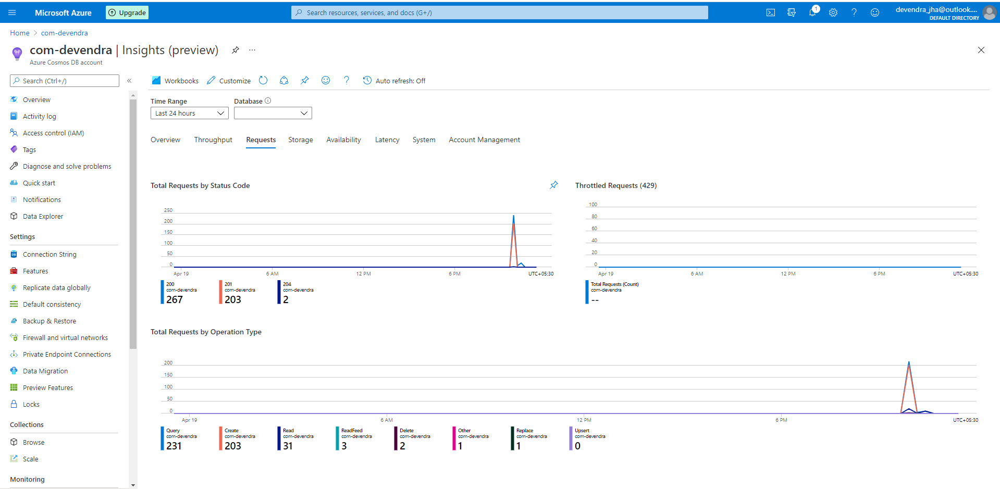 Microsoft Azure
Upgrade
Search resources, services, and docs (G+/)
1
devendra_jha@outlook....
DEFAULT DIRECTORY
Home > com-devendra
com-devendra | Insights (preview)
...
Azure Cosmos DB account
Search (Ctrl+/)
«
Overview
Activity log
Access control (IAM)
Tags
Diagnose and solve problems
Quick start
Notifications
Data Explorer
Settings
Connection String
Features
Replicate data globally
Default consistency
Backup & Restore
Firewall and virtual networks
Private Endpoint Connections
Data Migration
Preview Features
Locks
Collections
Browse
Scale
Monitoring
Workbooks Customize ? Auto refresh: Off
Time Range Database
Last 24 hours
Overview Throughput Requests Storage Availability Latency System Account Management
Total Requests by Status Code
250
200
150
100
50
0
Apr 19 6 AM 12 PM 6 PM UTC+05:30
200
com-devendra
267
201
com-devendra
203
204
com-devendra
2
Throttled Requests (429)
100
80
60
40
20
0
Apr 19 6 AM 12 PM 6 PM UTC+05:30
Total Requests (Count)
com-devendra
--
Total Requests by Operation Type
200
150
100
50
0
Apr 19 6 AM 12 PM 6 PM UTC+05:30
Query
com-devendra
231
Create
com-devendra
203
Read
com-devendra
31
ReadFeed
com-devendra
3
Delete
com-devendra
2
Other
com-devendra
1
Replace
com-devendra
1
Upsert
com-devendra
0